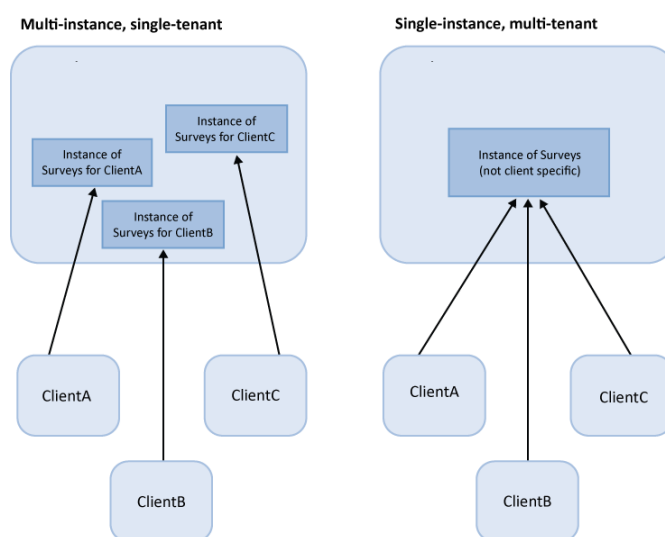 Multi-instance, single-tenant
Single-instance, multi-tenant
Instance of
Surveys for ClientC
Instance of
Surveys for ClientA
Instance of
Surveys for ClientB
Instance of Surveys
(not client specific)
ClientA
ClientC
ClientB
ClientA
ClientC
ClientB